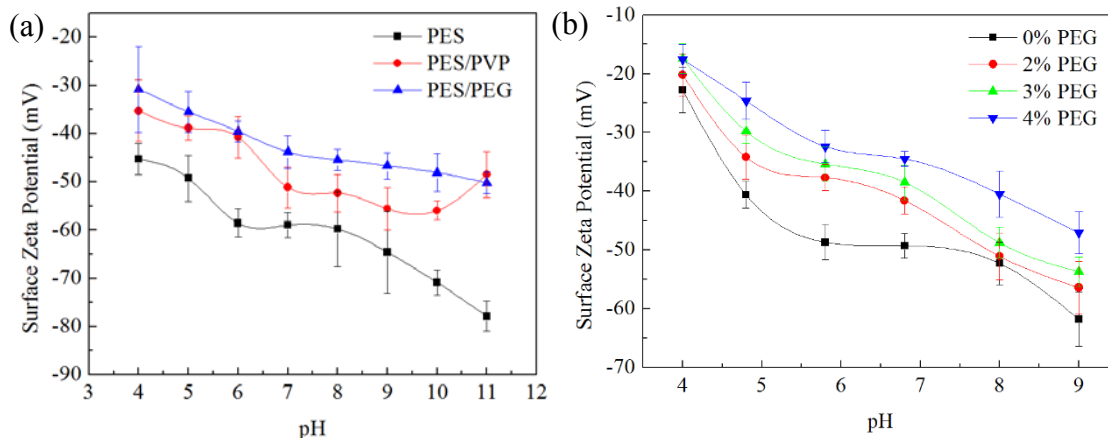 (a)
Surface Zeta Potential (mV)
-20
-30
-40
-50
-60
-70
-80
-90
3 4 5 6 7 8 9 10 11 12
pH
PES
PES/PVP
PES/PEG
(b)
Surface Zeta Potential (mV)
-10
-20
-30
-40
-50
-60
-70
4 5 6 7 8 9
pH
0% PEG
2% PEG
3% PEG
4% PEG